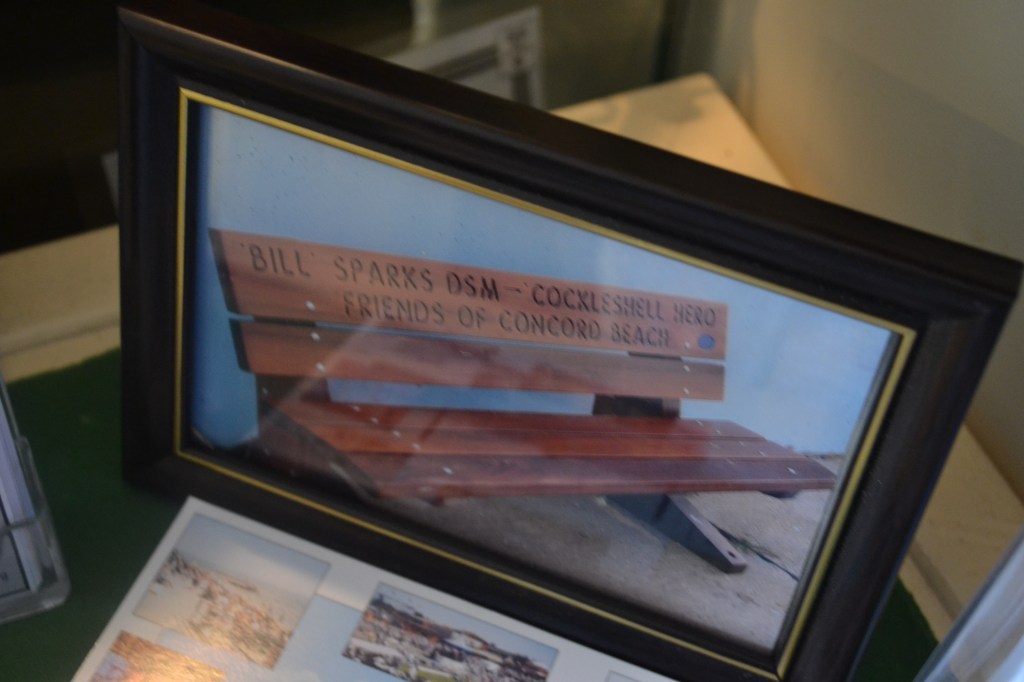 'BILL' SPARKS DSM – 'COCKLESHELL HERO'
FRIENDS OF CONCORD BEACH